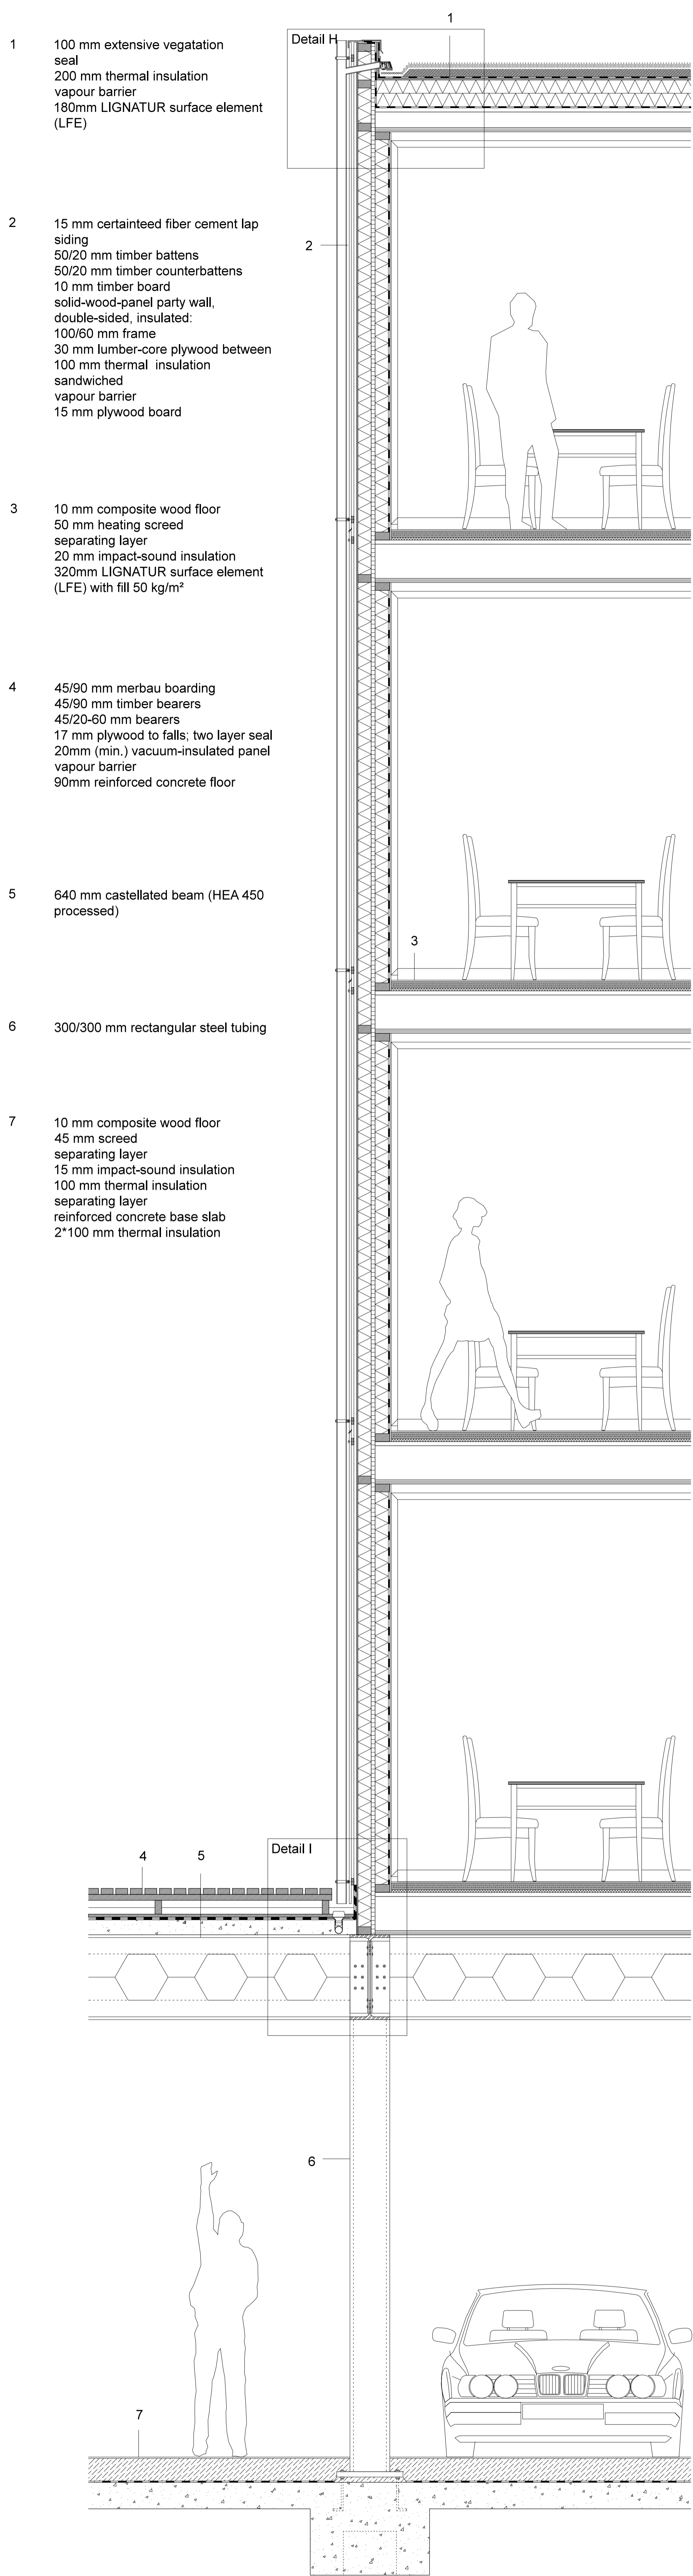 1
100 mm extensive vegatation
seal
200 mm thermal insulation
vapour barrier
180mm LIGNATUR surface element
(LFE)
2
15 mm certainteed fiber cement lap
siding
50/20 mm timber battens
50/20 mm timber counterbattens
10 mm timber board
solid-wood-panel party wall,
double-sided, insulated:
100/60 mm frame
30 mm lumber-core plywood between
100 mm thermal insulation
sandwiched
vapour barrier
15 mm plywood board
3
10 mm composite wood floor
50 mm heating screed
separating layer
20 mm impact-sound insulation
320mm LIGNATUR surface element
(LFE) with fill 50 kg/m²
4
45/90 mm merbau boarding
45/90 mm timber bearers
45/20-60 mm bearers
17 mm plywood to falls; two layer seal
20mm (min.) vacuum-insulated panel
vapour barrier
90mm reinforced concrete floor
5
640 mm castellated beam (HEA 450
processed)
6
300/300 mm rectangular steel tubing
7
10 mm composite wood floor
45 mm screed
separating layer
15 mm impact-sound insulation
100 mm thermal insulation
separating layer
reinforced concrete base slab
2*100 mm thermal insulation
1
Detail H
2
3
Detail I
4
5
6
7